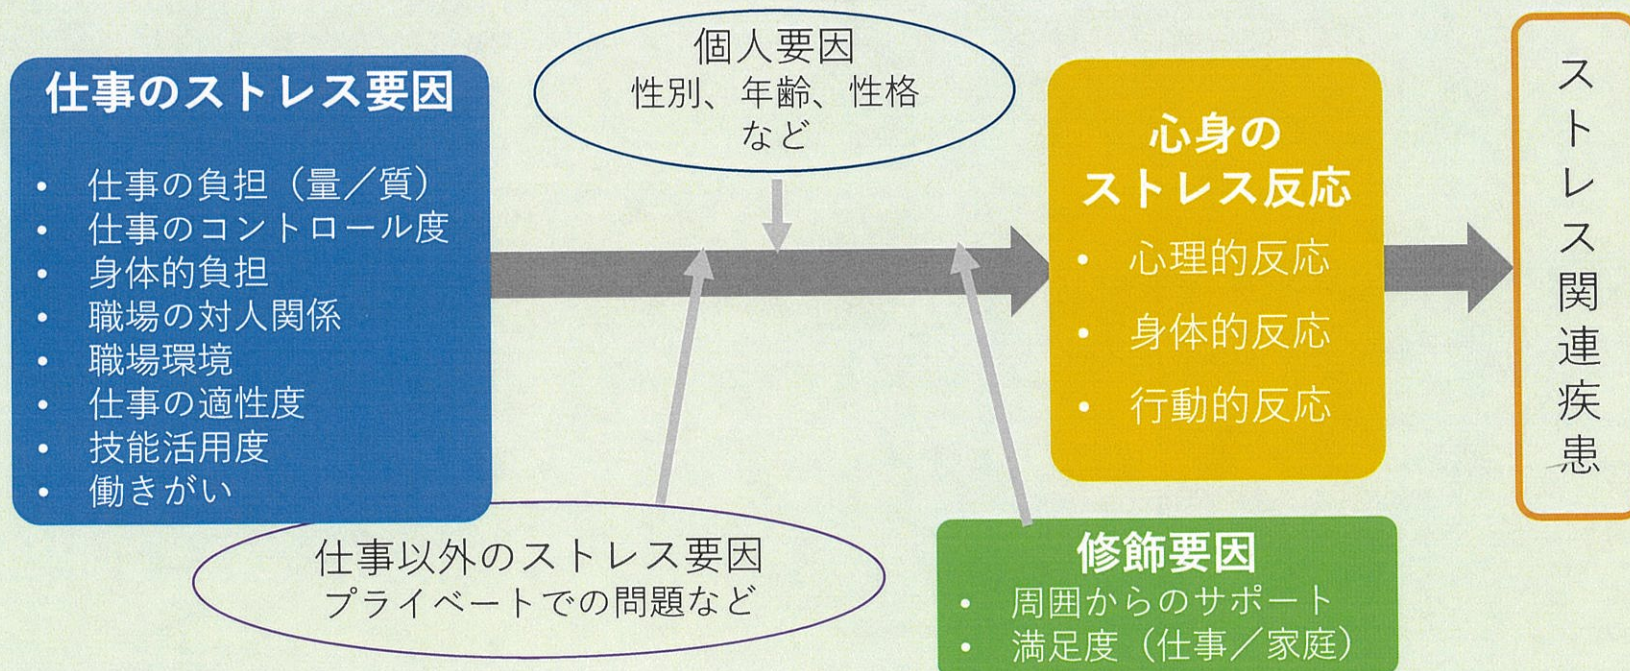 仕事のストレス要因
• 仕事の負担（量／質）
• 仕事のコントロール度
• 身体的負担
• 職場の対人関係
• 職場環境
• 仕事の適性度
• 技能活用度
• 働きがい
個人要因
性別、年齢、性格
など
仕事以外のストレス要因
プライベートでの問題など
心身の
ストレス反応
• 心理的反応
• 身体的反応
• 行動的反応
修飾要因
• 周囲からのサポート
• 満足度（仕事／家庭）
ストレス関連疾患